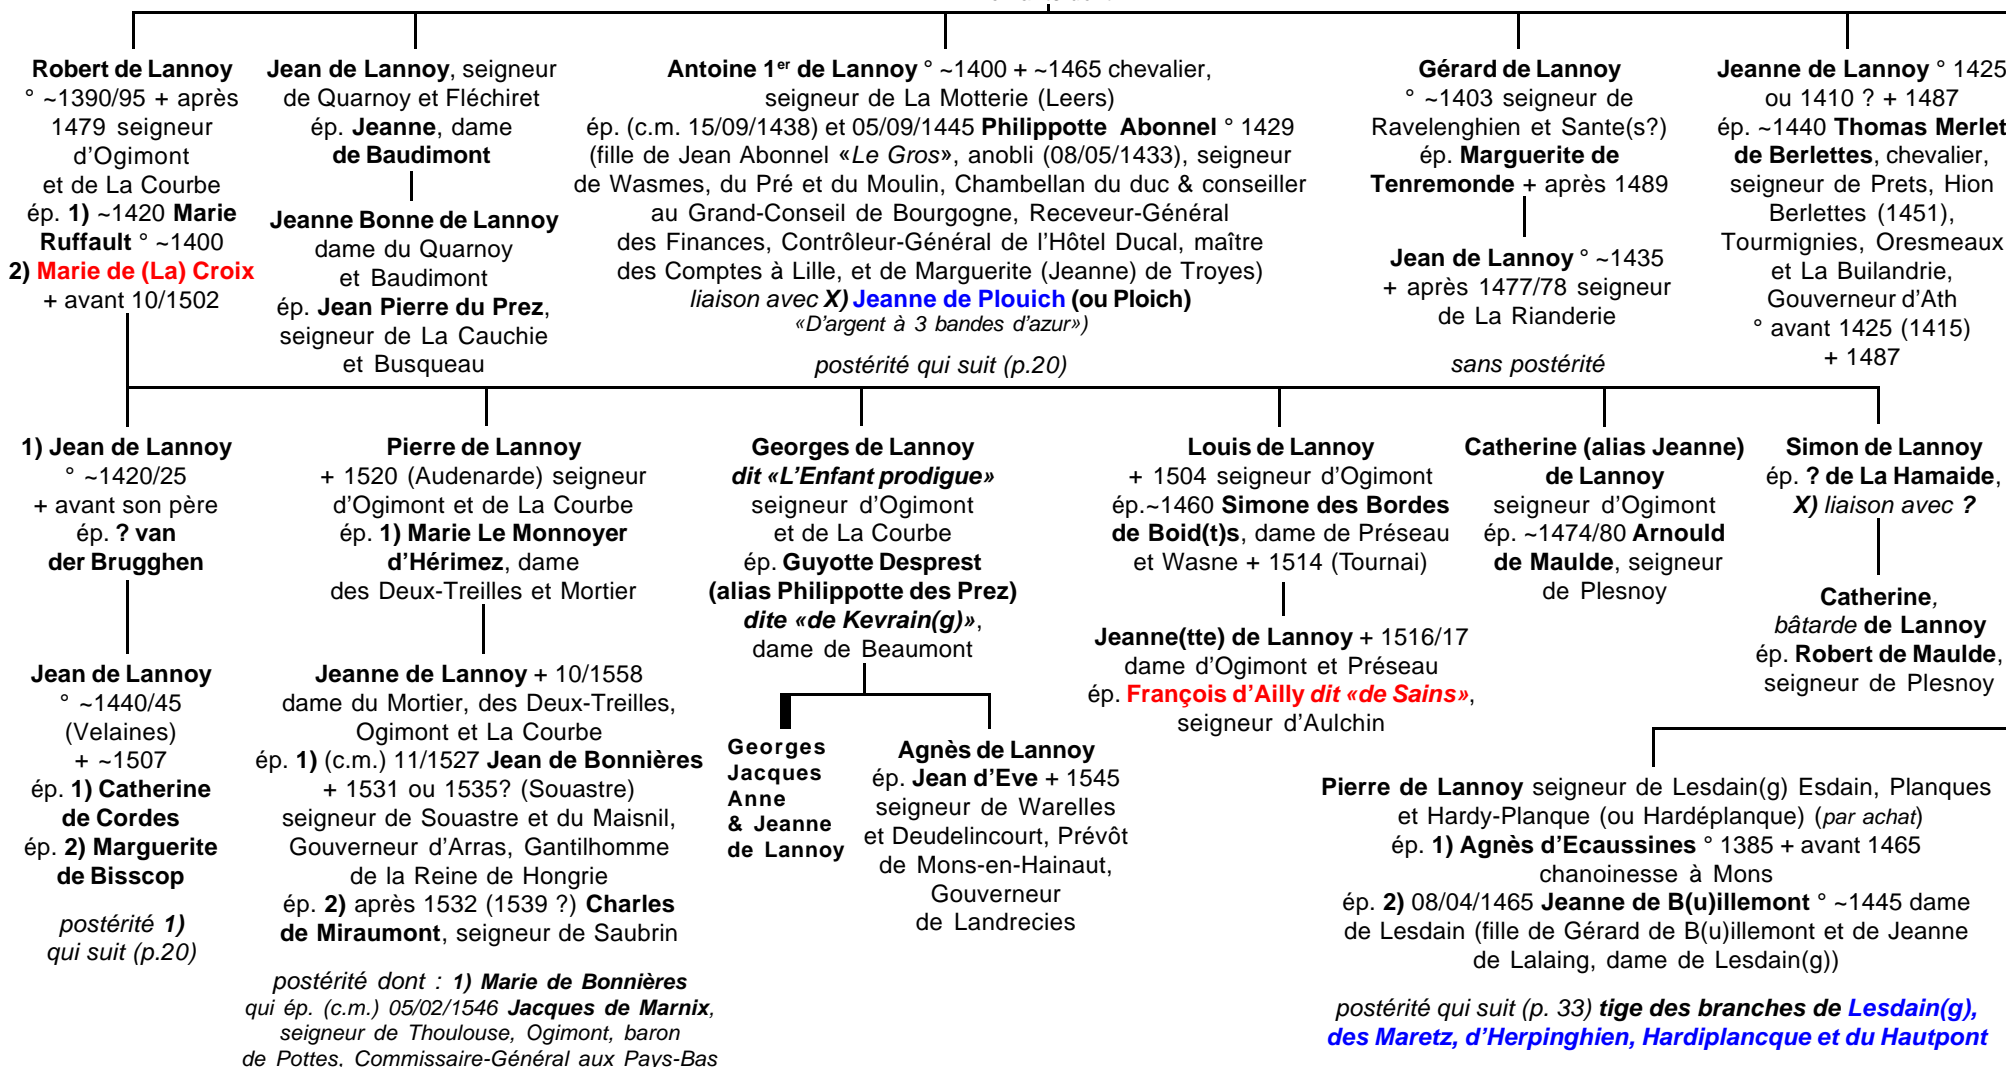 Robert de Lannoy
° ~1390/95 + après
1479 seigneur
d'Ogimont
et de La Courbe
ép. 1) ~1420 Marie
Ruffault ° ~1400
2) Marie de (La) Croix
+ avant 10/1502
Jean de Lannoy, seigneur
de Quarnoy et Fléchiret
ép. Jeanne, dame
de Baudimont
Jeanne Bonne de Lannoy
dame du Quarnoy
et Baudimont
ép. Jean Pierre du Prez,
seigneur de La Cauchie
et Busqueau
Antoine 1er de Lannoy ° ~1400 + ~1465 chevalier,
seigneur de La Motterie (Leers)
ép. (c.m. 15/09/1438) et 05/09/1445 Philippotte Abonnel ° 1429
(fille de Jean Abonnel «Le Gros», anobli (08/05/1433), seigneur
de Wasmes, du Pré et du Moulin, Chambellan du duc & conseiller
au Grand-Conseil de Bourgogne, Receveur-Général
des Finances, Contrôleur-Général de l'Hôtel Ducal, maître
des Comptes à Lille, et de Marguerite (Jeanne) de Troyes)
liaison avec X) Jeanne de Plouich (ou Ploich)
«D'argent à 3 bandes d'azur»)
postérité qui suit (p.20)
Gérard de Lannoy
° ~1403 seigneur de
Ravelenghien et Sante(s?)
ép. Marguerite de
Tenremonde + après 1489
Jean de Lannoy ° ~1435
+ après 1477/78 seigneur
de La Rianderie
sans postérité
Jeanne de Lannoy ° 1425
ou 1410 ? + 1487
ép. ~1440 Thomas Merlet
de Berlettes, chevalier,
seigneur de Prets, Hion
Berlettes (1451),
Tourmignies, Oresmeaux
et La Builandrie,
Gouverneur d'Ath
° avant 1425 (1415)
+ 1487
1) Jean de Lannoy
° ~1420/25
+ avant son père
ép. ? van
der Brugghen
Jean de Lannoy
° ~1440/45
(Velaines)
+ ~1507
ép. 1) Catherine
de Cordes
ép. 2) Marguerite
de Bisscop
postérité 1)
qui suit (p.20)
Pierre de Lannoy
+ 1520 (Audenarde) seigneur
d'Ogimont et de La Courbe
ép. 1) Marie Le Monnoyer
d'Hérimez, dame
des Deux-Treilles et Mortier
Jeanne de Lannoy + 10/1558
dame du Mortier, des Deux-Treilles,
Ogimont et La Courbe
ép. 1) (c.m.) 11/1527 Jean de Bonnières
+ 1531 ou 1535? (Souastre)
seigneur de Souastre et du Maisnil,
Gouverneur d'Arras, Gantilhomme
de la Reine de Hongrie
ép. 2) après 1532 (1539 ?) Charles
de Miraumont, seigneur de Saubrin
postérité dont : 1) Marie de Bonnières
qui ép. (c.m.) 05/02/1546 Jacques de Marnix,
seigneur de Thoulouse, Ogimont, baron
de Pottes, Commissaire-Général aux Pays-Bas
Georges de Lannoy
dit «L'Enfant prodigue»
seigneur d'Ogimont
et de La Courbe
ép. Guyotte Desprest
(alias Philippotte des Prez)
dite «de Kevrain(g)»,
dame de Beaumont
Georges
Jacques
Anne
& Jeanne
de Lannoy
Agnès de Lannoy
ép. Jean d'Eve + 1545
seigneur de Warelles
et Deudelincourt, Prévôt
de Mons-en-Hainaut,
Gouverneur
de Landrecies
Louis de Lannoy
+ 1504 seigneur d'Ogimont
ép.~1460 Simone des Bordes
de Boid(t)s, dame de Préseau
et Wasne + 1514 (Tournai)
Jeanne(tte) de Lannoy + 1516/17
dame d'Ogimont et Préseau
ép. François d'Ailly dit «de Sains»,
seigneur d'Aulchin
Catherine (alias Jeanne)
de Lannoy
seigneur d'Ogimont
ép. ~1474/80 Arnould
de Maulde, seigneur
de Plesnoy
Simon de Lannoy
ép. ? de La Hamaide,
X) liaison avec ?
Catherine,
bâtarde de Lannoy
ép. Robert de Maulde,
seigneur de Plesnoy
Pierre de Lannoy seigneur de Lesdain(g) Esdain, Planques
et Hardy-Planque (ou Hardéplanque) (par achat)
ép. 1) Agnès d'Ecaussines ° 1385 + avant 1465
chanoinesse à Mons
ép. 2) 08/04/1465 Jeanne de B(u)illemont ° ~1445 dame
de Lesdain (fille de Gérard de B(u)illemont et de Jeanne
de Lalaing, dame de Lesdain(g))
postérité qui suit (p. 33) tige des branches de Lesdain(g),
des Maretz, d'Herpinghien, Hardiplancque et du Hautpont